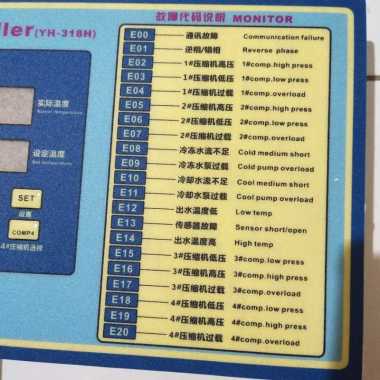 ller(YH-318H)
故障代码说明 MONITOR
E00 通讯故障 Communication failure
E01 逆相/错相 Reverse phase
E02 1#压缩机高压 1#comp.high press
E03 1#压缩机低压 1#comp.low press
E04 1#压缩机过载 1#comp.overload
E05 2#压缩机高压 2#comp.high press
E06 2#压缩机低压 2#comp.low press
E07 2#压缩机过载 2#comp.overload
E08 冷冻水流不足 Cold medium short
E09 冷冻水泵过载 Cold pump overload
E10 冷却水流不足 Cool medium short
E11 冷却水泵过载 Cool pump overload
E12 出水温度低 Low temp
E13 传感器故障 Sensor short/open
E14 出水温度高 High temp
E15 3#压缩机低压 3#comp.low press
E16 3#压缩机高压 3#comp.high press
E17 3#压缩机过载 3#comp.overload
E18 4#压缩机低压 4#comp.low press
E19 4#压缩机高压 4#comp.high press
E20 4#压缩机过载 4#comp.overload
实际温度
设定温度
Set temperature
SET
设置
COMP4
4#压缩机选择